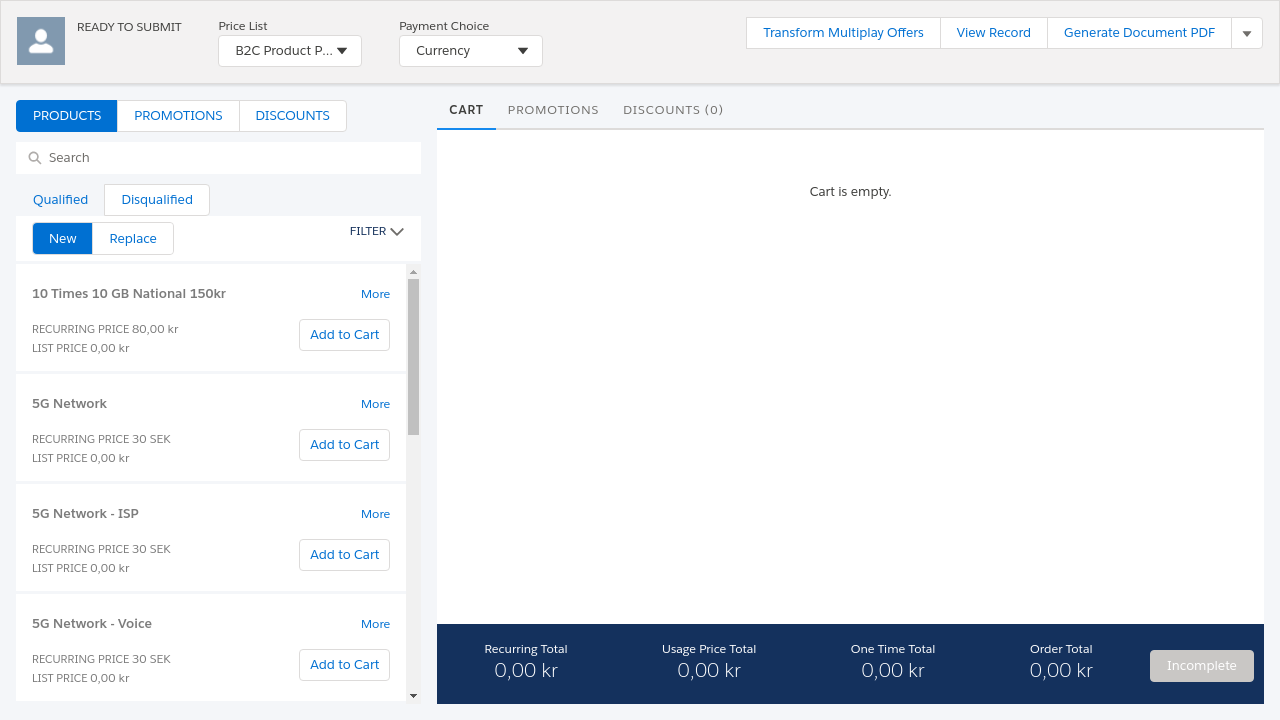 READY TO SUBMIT
Price List
B2C Product P...
Payment Choice
Currency
Transform Multiplay Offers
View Record
Generate Document PDF
PRODUCTS
PROMOTIONS
DISCOUNTS
Search
Qualified
Disqualified
New
Replace
FILTER
10 Times 10 GB National 150kr
More
RECURRING PRICE 80,00 kr
LIST PRICE 0,00 kr
Add to Cart
5G Network
More
RECURRING PRICE 30 SEK
LIST PRICE 0,00 kr
Add to Cart
5G Network - ISP
More
RECURRING PRICE 30 SEK
LIST PRICE 0,00 kr
Add to Cart
5G Network - Voice
More
RECURRING PRICE 30 SEK
LIST PRICE 0,00 kr
Add to Cart
CART
PROMOTIONS
DISCOUNTS (0)
Cart is empty.
Recurring Total
0,00 kr
Usage Price Total
0,00 kr
One Time Total
0,00 kr
Order Total
0,00 kr
Incomplete